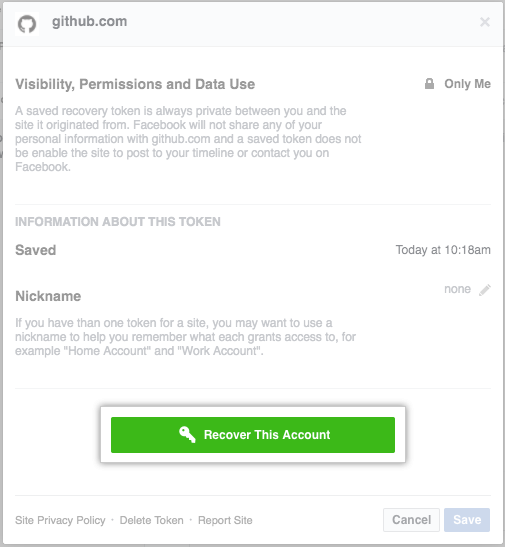 github.com
Visibility, Permissions and Data Use
Only Me
A saved recovery token is always private between you and the
site it originated from. Facebook will not share any of your
personal information with github.com and a saved token does not
be enable the site to post to your timeline or contact you on
Facebook.
INFORMATION ABOUT THIS TOKEN
Saved
Today at 10:18am
Nickname
none
If you have than one token for a site, you may want to use a
nickname to help you remember what each grants access to, for
example "Home Account" and "Work Account".
Recover This Account
Site Privacy Policy · Delete Token · Report Site
Cancel
Save